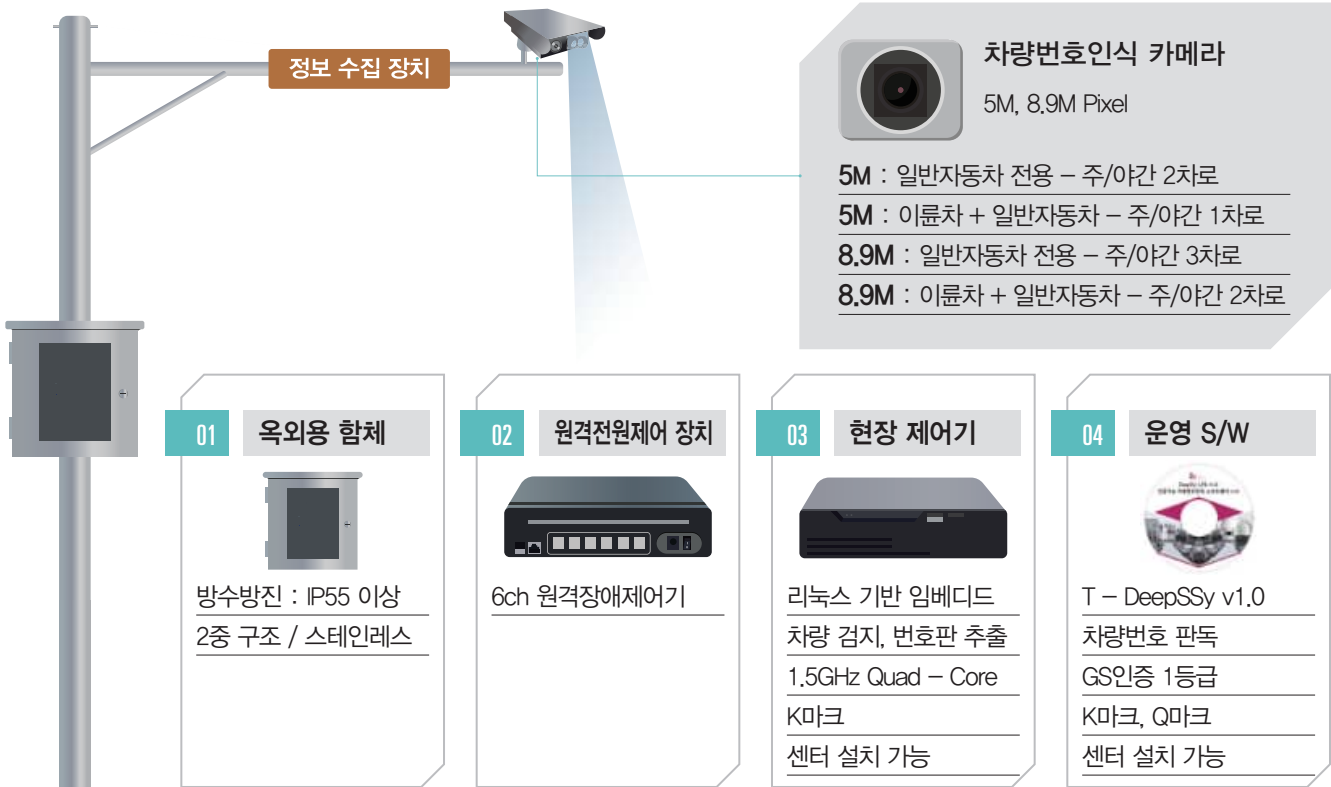 정보 수집 장치
차량번호인식 카메라
5M, 8.9M Pixel
5M : 일반자동차 전용 – 주/야간 2차로
5M : 이륜차 + 일반자동차 – 주/야간 1차로
8.9M : 일반자동차 전용 – 주/야간 3차로
8.9M : 이륜차 + 일반자동차 – 주/야간 2차로
01 옥외용 함체
방수방진 : IP55 이상
2중 구조 / 스테인레스
02 원격전원제어 장치
6ch 원격장애제어기
03 현장 제어기
리눅스 기반 임베디드
차량 검지, 번호판 추출
1.5GHz Quad – Core
K마크
센터 설치 가능
04 운영 S/W
T – DeepSSy v1.0
차량번호 판독
GS인증 1등급
K마크, Q마크
센터 설치 가능